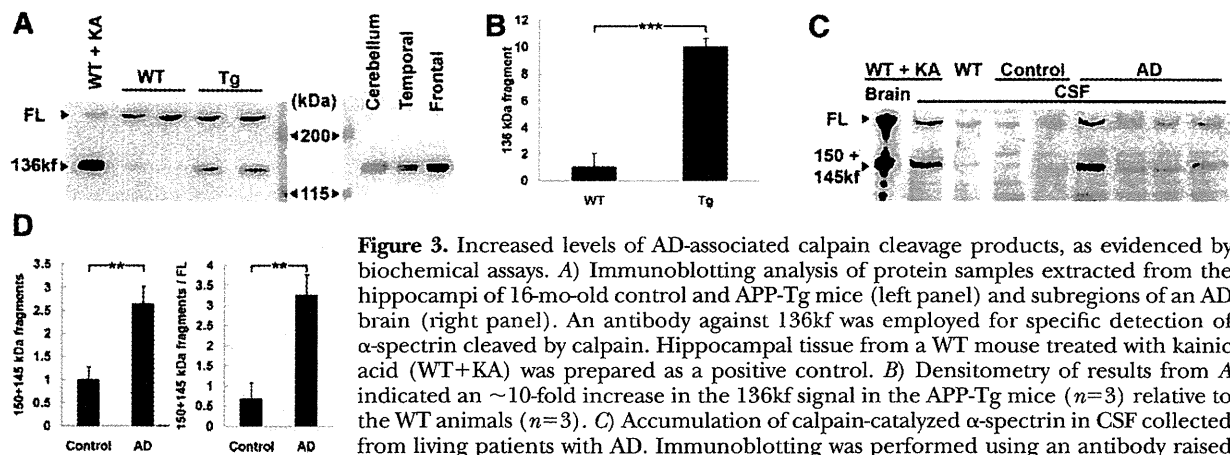 A
WT + KA
WT
Tg
(kDa)
FL
136kf
200
115
Cerebellum
Temporal
Frontal
B
136 kDa fragment
12
10
8
6
4
2
0
***
WT
Tg
C
WT + KA WT Control AD
Brain CSF
FL
150 +
145kf
D
150+145 kDa fragments
3.5
3
2.5
2
1.5
1
0.5
0
**
Control AD
150+145 kDa fragments / FL
4
3.5
3
2.5
2
1.5
1
0.5
0
**
Control AD
Figure 3. Increased levels of AD-associated calpain cleavage products, as evidenced by
biochemical assays. A) Immunoblotting analysis of protein samples extracted from the
hippocampi of 16-mo-old control and APP-Tg mice (left panel) and subregions of an AD
brain (right panel). An antibody against 136kf was employed for specific detection of
α-spectrin cleaved by calpain. Hippocampal tissue from a WT mouse treated with kainic
acid (WT+KA) was prepared as a positive control. B) Densitometry of results from A
indicated an ~10-fold increase in the 136kf signal in the APP-Tg mice (n=3) relative to
the WT animals (n=3). C) Accumulation of calpain-catalyzed α-spectrin in CSF collected
from living patients with AD. Immunoblotting was performed using an antibody raised